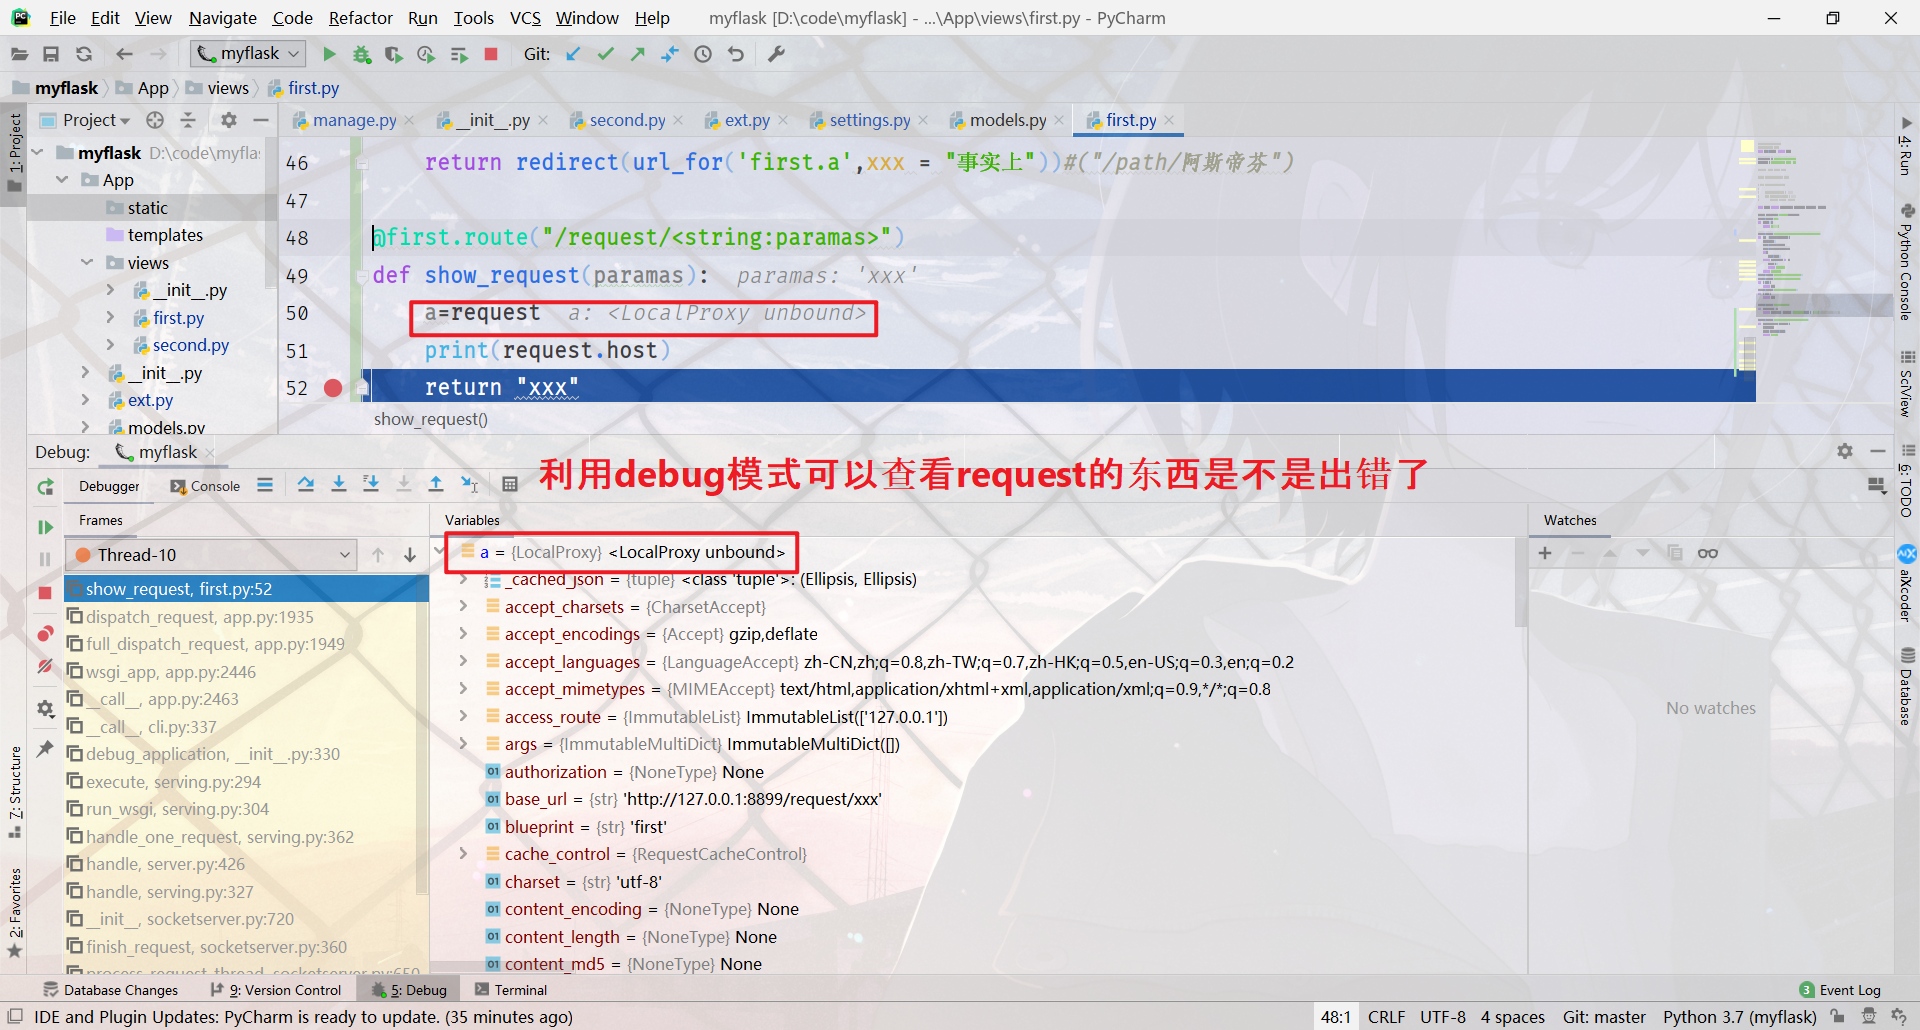 File Edit View Navigate Code Refactor Run Tools VCS Window Help myflask [D:\code\myflask] - ...\App\views\first.py - PyCharm
myflask Git:
myflask App views first.py
Project manage.py __init__.py second.py ext.py settings.py models.py first.py
1: Project
myflask D:\code\myfla
App
static
templates
views
__init__.py
first.py
second.py
__init__.py
ext.py
models.py
46 return redirect(url_for('first.a',xxx = "事实上"))#("/path/阿斯帝芬")
47
48 @first.route("/request/<string:paramas>")
49 def show_request(paramas): paramas: 'xxx'
50 a=request a: <LocalProxy unbound>
51 print(request.host)
52 return "xxx"
show_request()
4: Run
Python Console
SciView
6: TODO
aiXcoder
Database
Debug: myflask
利用debug模式可以查看request的东西是不是出错了
Debugger Console
Frames
Thread-10
show_request, first.py:52
dispatch_request, app.py:1935
full_dispatch_request, app.py:1949
wsgi_app, app.py:2446
__call__, app.py:2463
__call__, cli.py:337
debug_application, __init__.py:330
execute, serving.py:294
run_wsgi, serving.py:304
handle_one_request, serving.py:362
handle, server.py:426
handle, serving.py:327
__init__, socketserver.py:720
finish_request, socketserver.py:360
process_request_thread, socketserver.py:650
Variables
a = {LocalProxy} <LocalProxy unbound>
_cached_json = {tuple} <class 'tuple'>: (Ellipsis, Ellipsis)
accept_charsets = {CharsetAccept}
accept_encodings = {Accept} gzip,deflate
accept_languages = {LanguageAccept} zh-CN,zh;q=0.8,zh-TW;q=0.7,zh-HK;q=0.5,en-US;q=0.3,en;q=0.2
accept_mimetypes = {MIMEAccept} text/html,application/xhtml+xml,application/xml;q=0.9,*/*;q=0.8
access_route = {ImmutableList} ImmutableList(['127.0.0.1'])
args = {ImmutableMultiDict} ImmutableMultiDict([])
authorization = {NoneType} None
base_url = {str} 'http://127.0.0.1:8899/request/xxx'
blueprint = {str} 'first'
cache_control = {RequestCacheControl}
charset = {str} 'utf-8'
content_encoding = {NoneType} None
content_length = {NoneType} None
content_md5 = {NoneType} None
Watches
No watches
7: Structure
2: Favorites
Database Changes 9: Version Control 5: Debug Terminal 3 Event Log
IDE and Plugin Updates: PyCharm is ready to update. (35 minutes ago) 48:1 CRLF UTF-8 4 spaces Git: master Python 3.7 (myflask)